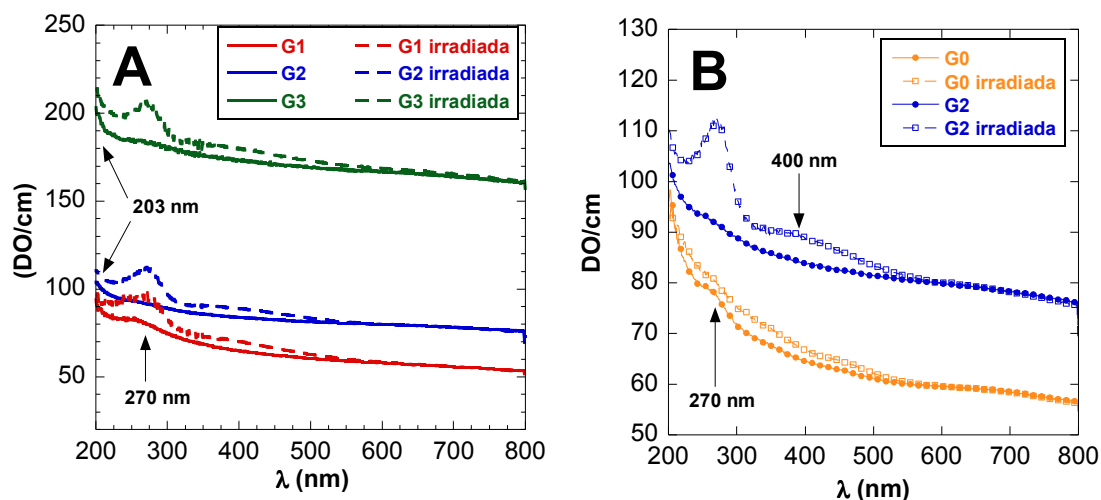 A
G1
G1 irradiada
G2
G2 irradiada
G3
G3 irradiada
250
200
150
100
50
(DO/cm)
203 nm
270 nm
200 300 400 500 600 700 800
λ (nm)
B
G0
G0 irradiada
G2
G2 irradiada
130
120
110
100
90
80
70
60
50
DO/cm
400 nm
270 nm
200 300 400 500 600 700 800
λ (nm)